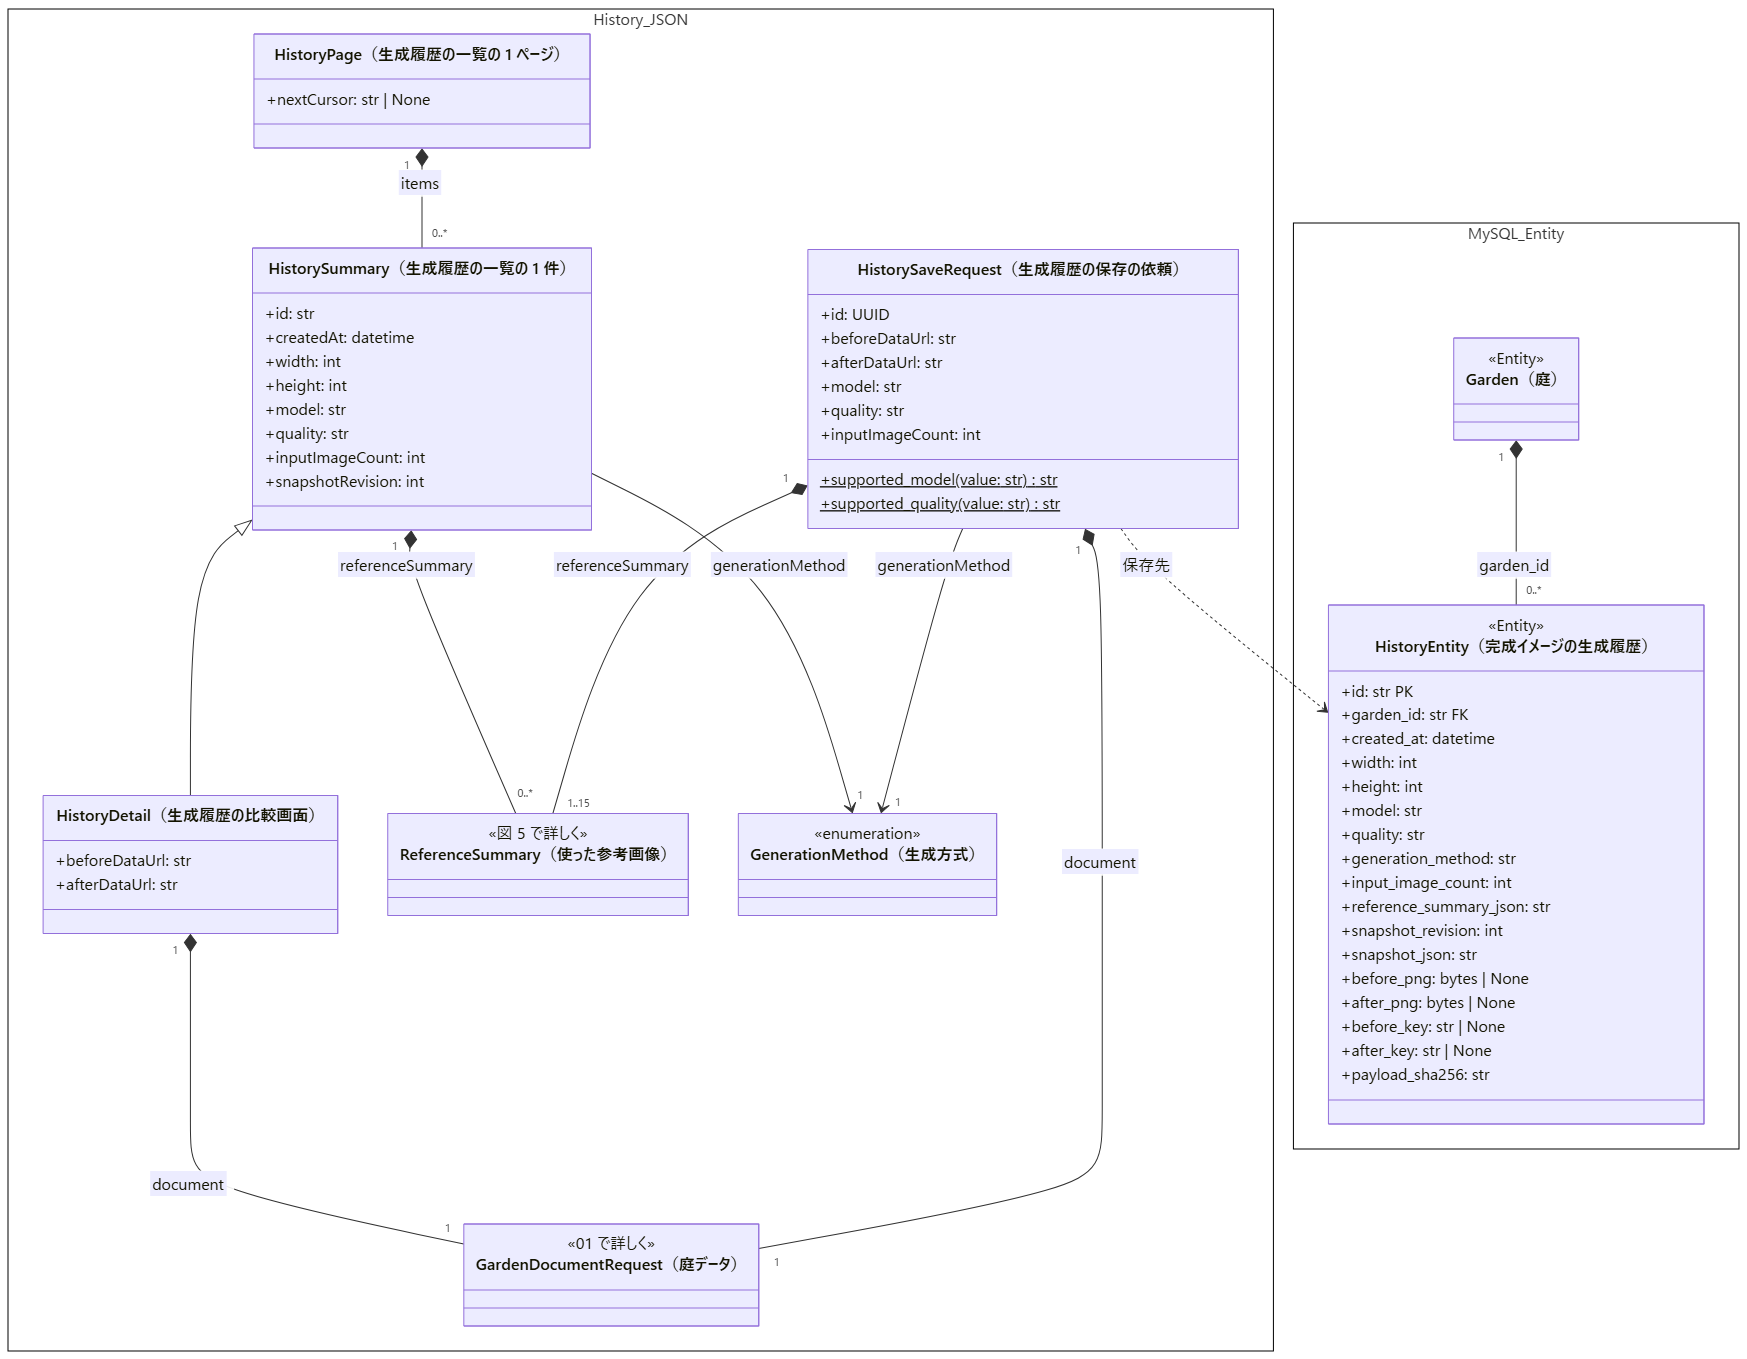 History_JSON
HistoryPage（生成履歴の一覧の１ページ）
+nextCursor: str | None
1
items
0..*
HistorySummary（生成履歴の一覧の１件）
+id: str
+createdAt: datetime
+width: int
+height: int
+model: str
+quality: str
+inputImageCount: int
+snapshotRevision: int
HistorySaveRequest（生成履歴の保存の依頼）
+id: UUID
+beforeDataUrl: str
+afterDataUrl: str
+model: str
+quality: str
+inputImageCount: int
+supported_model(value: str) : str
+supported_quality(value: str) : str
1
1
1
referenceSummary
referenceSummary
generationMethod
generationMethod
保存先
HistoryDetail（生成履歴の比較画面）
+beforeDataUrl: str
+afterDataUrl: str
0..*
1..15
«図 5 で詳しく»
ReferenceSummary（使った参考画像）
1
1
«enumeration»
GenerationMethod（生成方式）
document
1
document
1
1
«01 で詳しく»
GardenDocumentRequest（庭データ）
MySQL_Entity
«Entity»
Garden（庭）
1
garden_id
0..*
«Entity»
HistoryEntity（完成イメージの生成履歴）
+id: str PK
+garden_id: str FK
+created_at: datetime
+width: int
+height: int
+model: str
+quality: str
+generation_method: str
+input_image_count: int
+reference_summary_json: str
+snapshot_revision: int
+snapshot_json: str
+before_png: bytes | None
+after_png: bytes | None
+before_key: str | None
+after_key: str | None
+payload_sha256: str